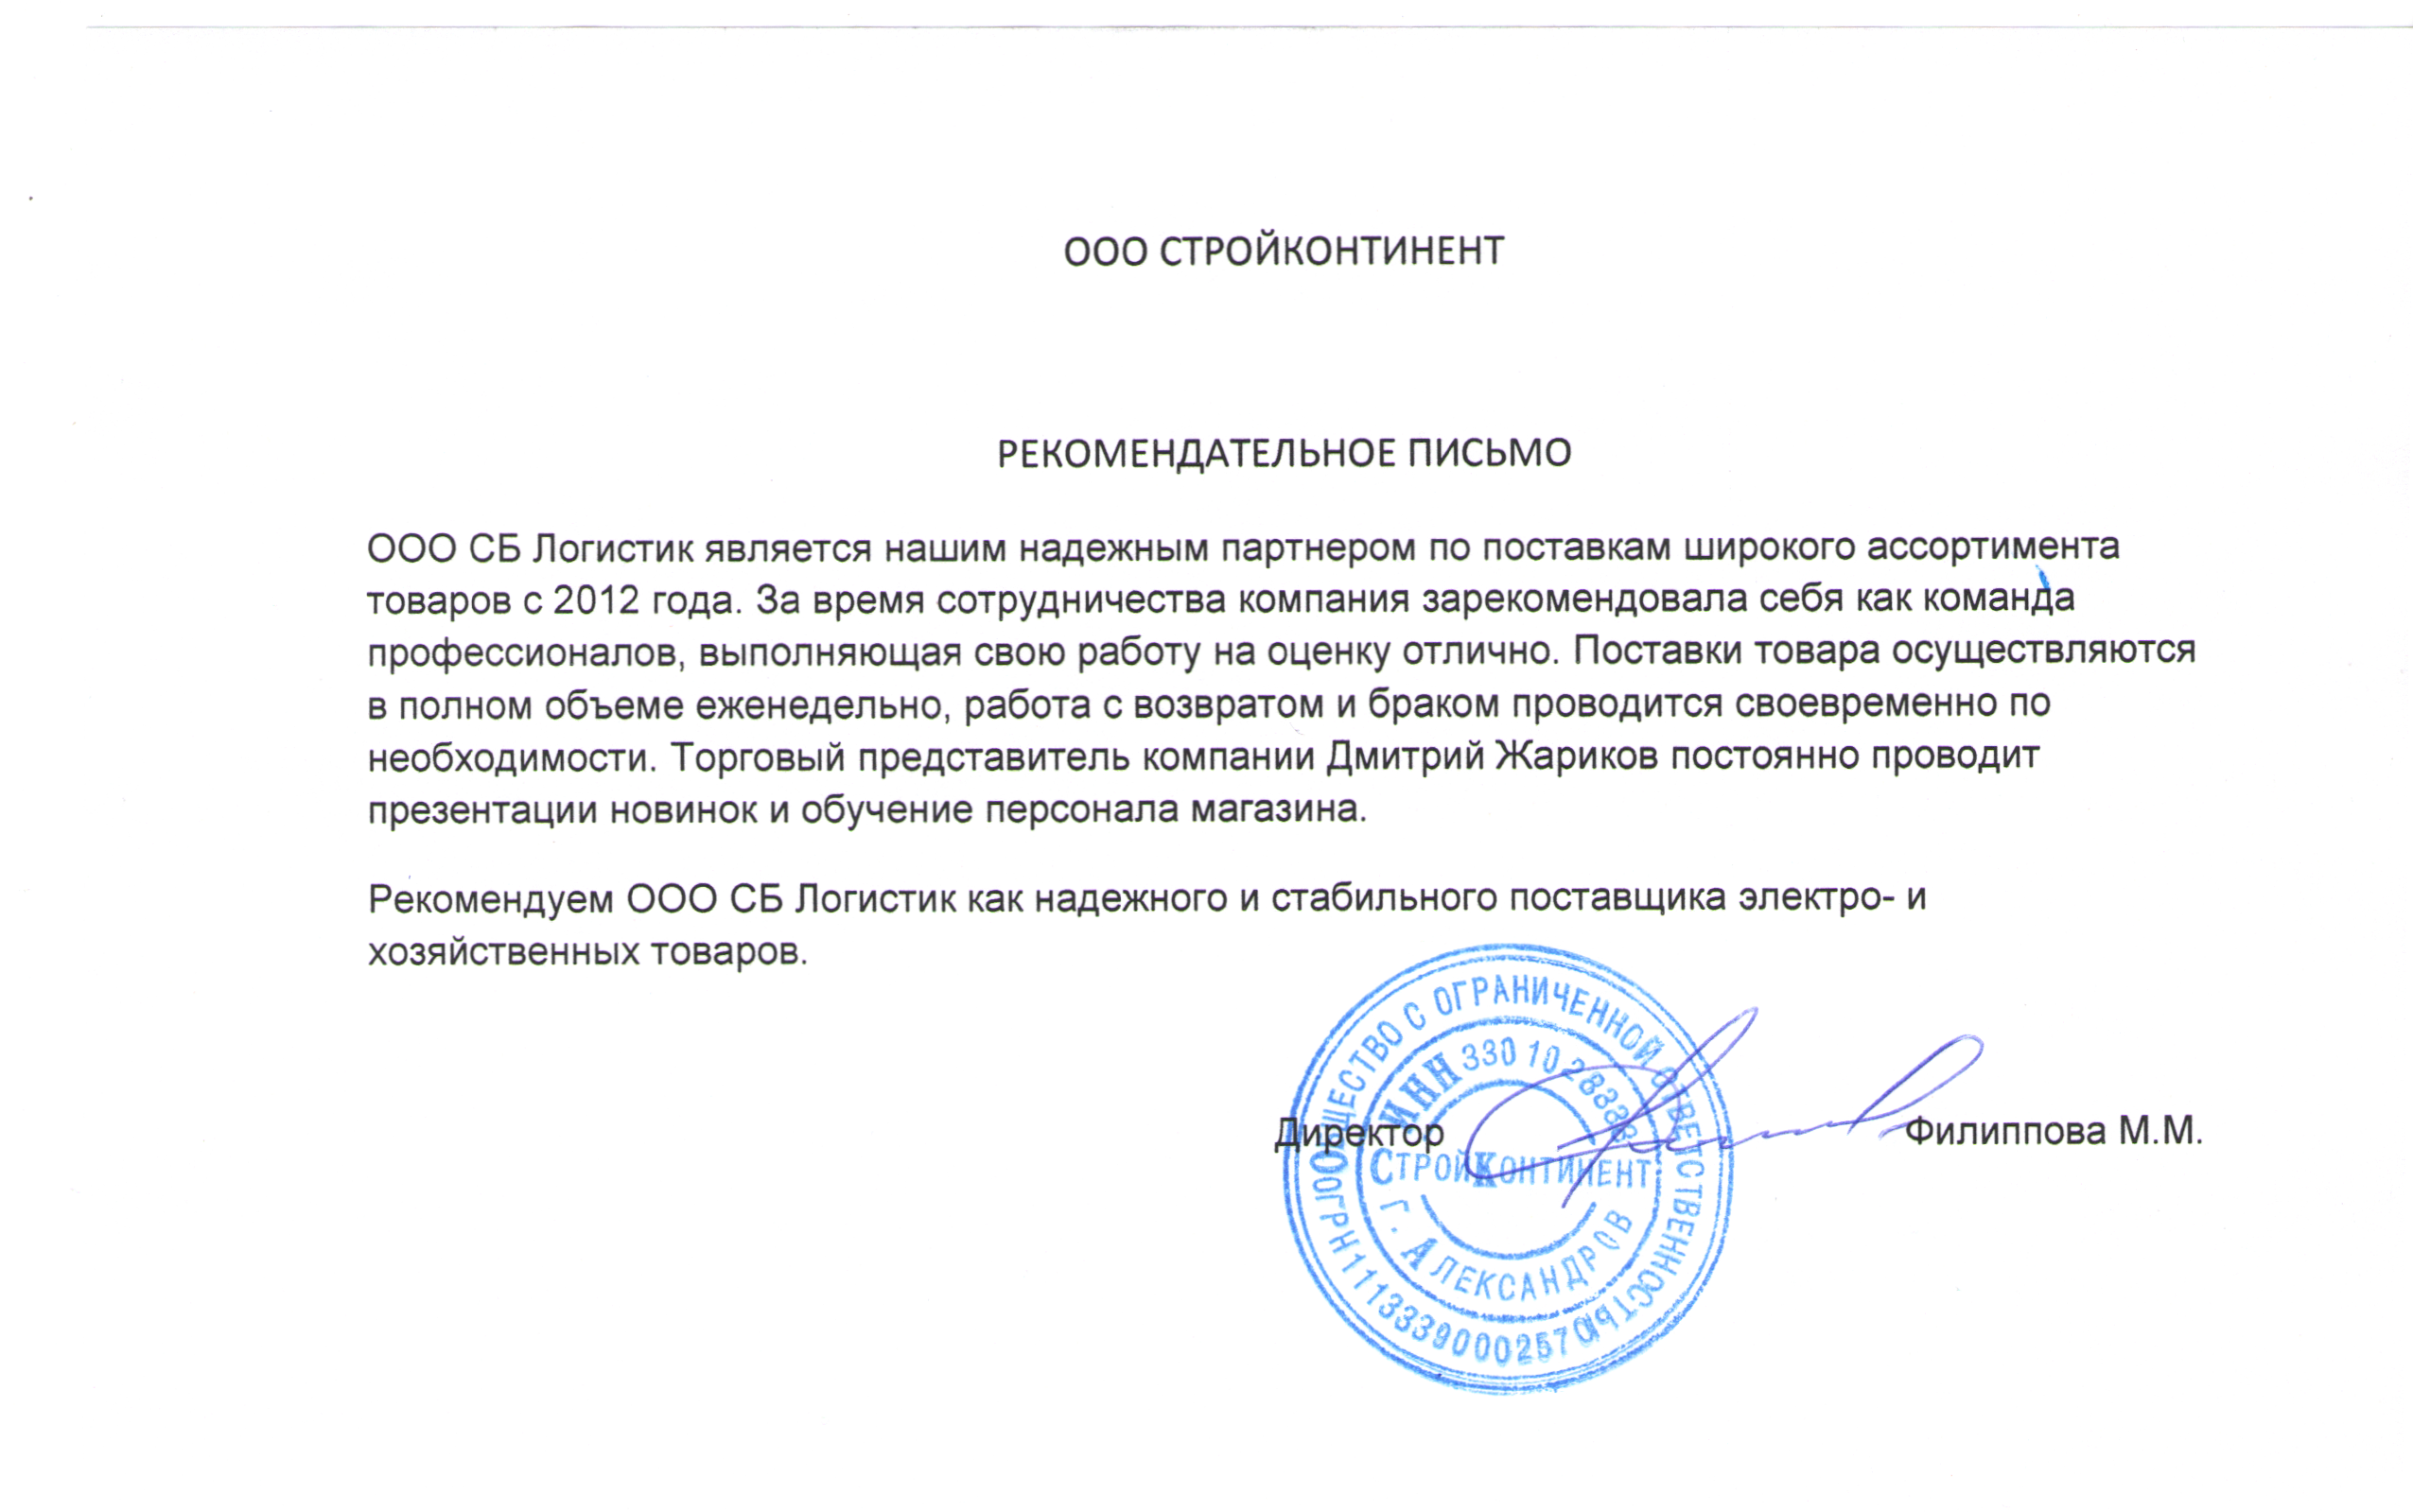 ООО СТРОЙКОНТИНЕНТ
РЕКОМЕНДАТЕЛЬНОЕ ПИСЬМО
ООО СБ Логистик является нашим надежным партнером по поставкам широкого ассортимента
товаров с 2012 года. За время сотрудничества компания зарекомендовала себя как команда
профессионалов, выполняющая свою работу на оценку отлично. Поставки товара осуществляются
в полном объеме еженедельно, работа с возвратом и браком проводится своевременно по
необходимости. Торговый представитель компании Дмитрий Жариков постоянно проводит
презентации новинок и обучение персонала магазина.
Рекомендуем ООО СБ Логистик как надежного и стабильного поставщика электро- и
хозяйственных товаров.
Директор Филиппова М.М.
ОБЩЕСТВО С ОГРАНИЧЕННОЙ ОТВЕТСТВЕННОСТЬЮ
ОГРН 1113339000257
ИНН
СТРОЙКОНТИНЕНТ
Г. АЛЕКСАНДРОВ